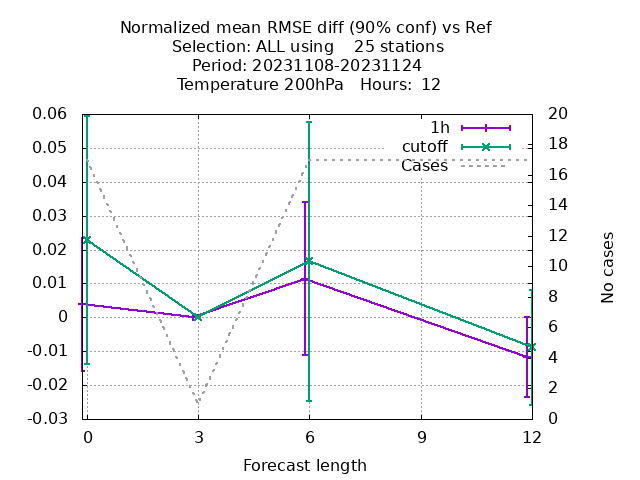 Normalized mean RMSE diff (90% conf) vs Ref
Selection: ALL using    25 stations
Period: 20231108-20231124
Temperature 200hPa   Hours:  12
0.06
0.05
0.04
0.03
0.02
0.01
0
-0.01
-0.02
-0.03
20
18
16
14
12
10
8
6
4
2
0
1h
cutoff
Cases
No cases
0
3
6
9
12
Forecast length